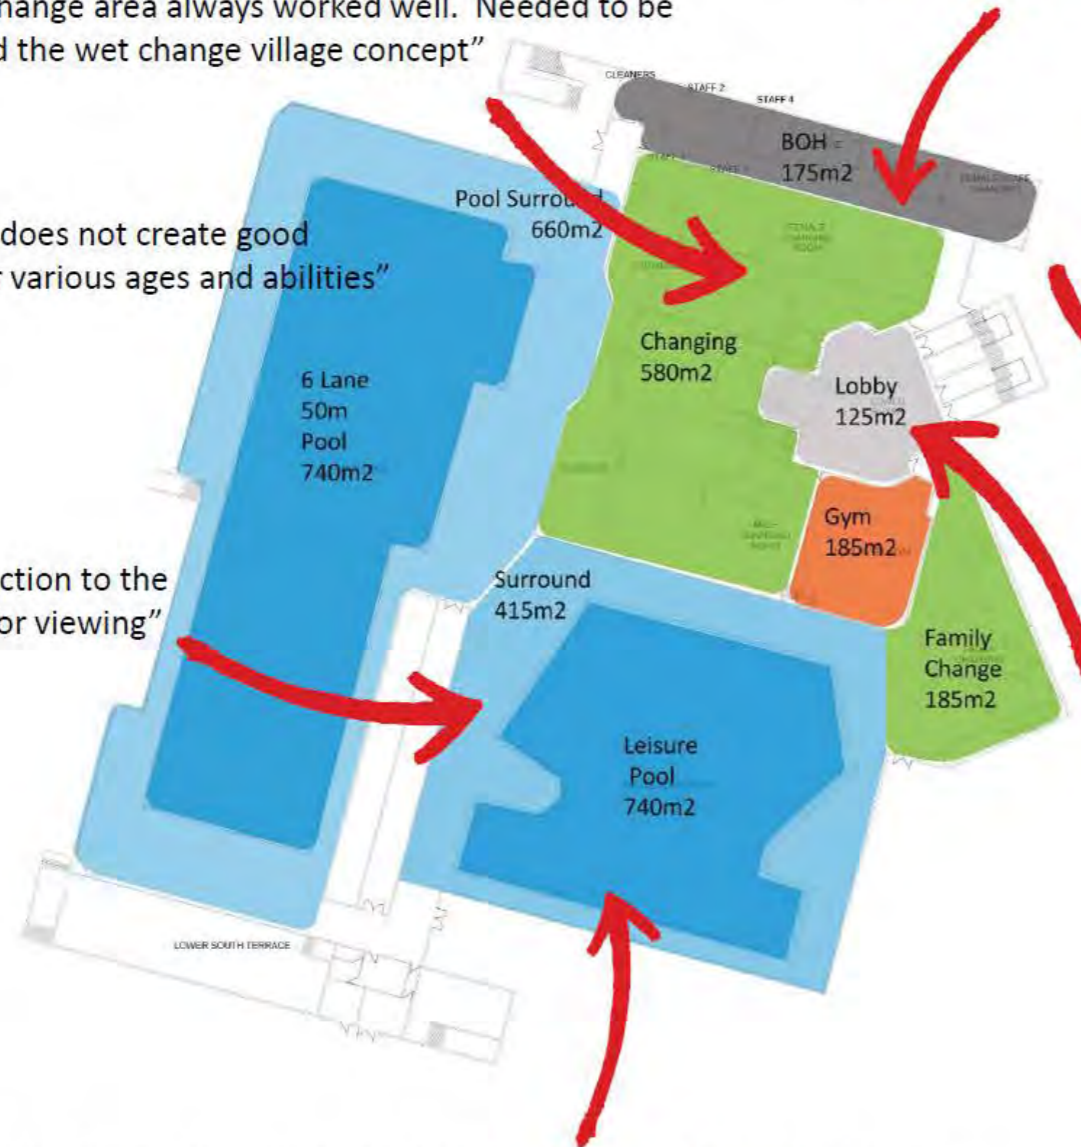 change area always worked well. Needed to be
d the wet change village concept”
CLEANERS
STAFF 2
STAFF 4
BOH
175m2
Pool Surround
660m2
does not create good
r various ages and abilities”
Changing
580m2
6 Lane
50m
Pool
740m2
Lobby
125m2
Gym
185m2
ction to the
or viewing”
Surround
415m2
Family
Change
185m2
Leisure
Pool
740m2
LOWER SOUTH TERRACE